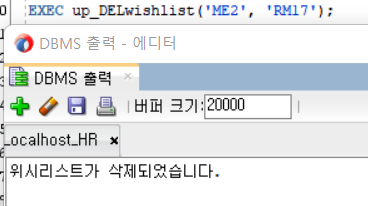 EXEC up_DELwishlist('ME2', 'RM17');
DBMS 출력 - 에디터
DBMS 출력 ×
버퍼 크기: 20000
Localhost_HR ×
위시리스트가 삭제되었습니다.